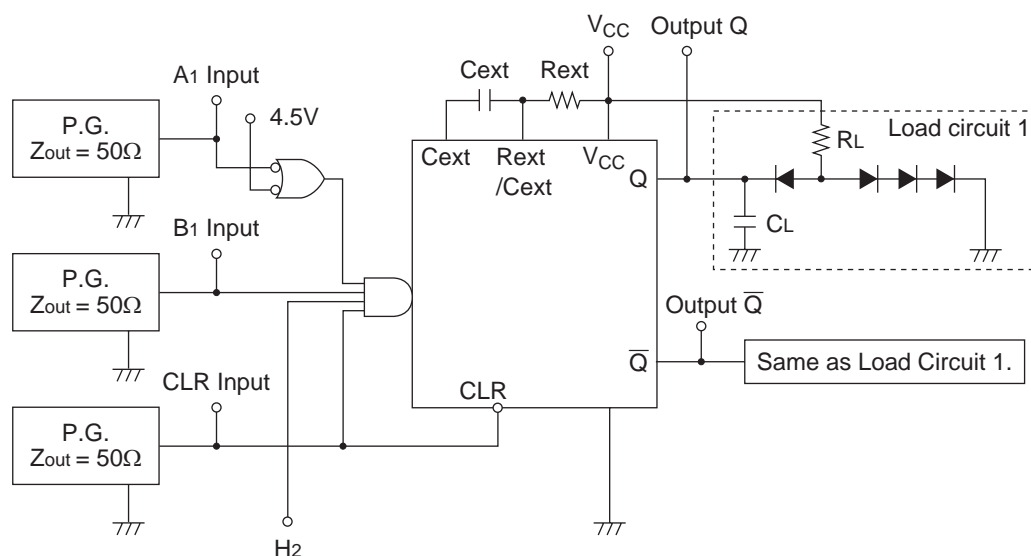 VCC
Output Q
Cext
Rext
A1 Input
4.5V
P.G.
Zout = 50Ω
Cext
Rext
/Cext
VCC
Q
Load circuit 1
RL
CL
B1 Input
P.G.
Zout = 50Ω
Output Q̅
Q̅
Same as Load Circuit 1.
CLR Input
CLR
P.G.
Zout = 50Ω
H2